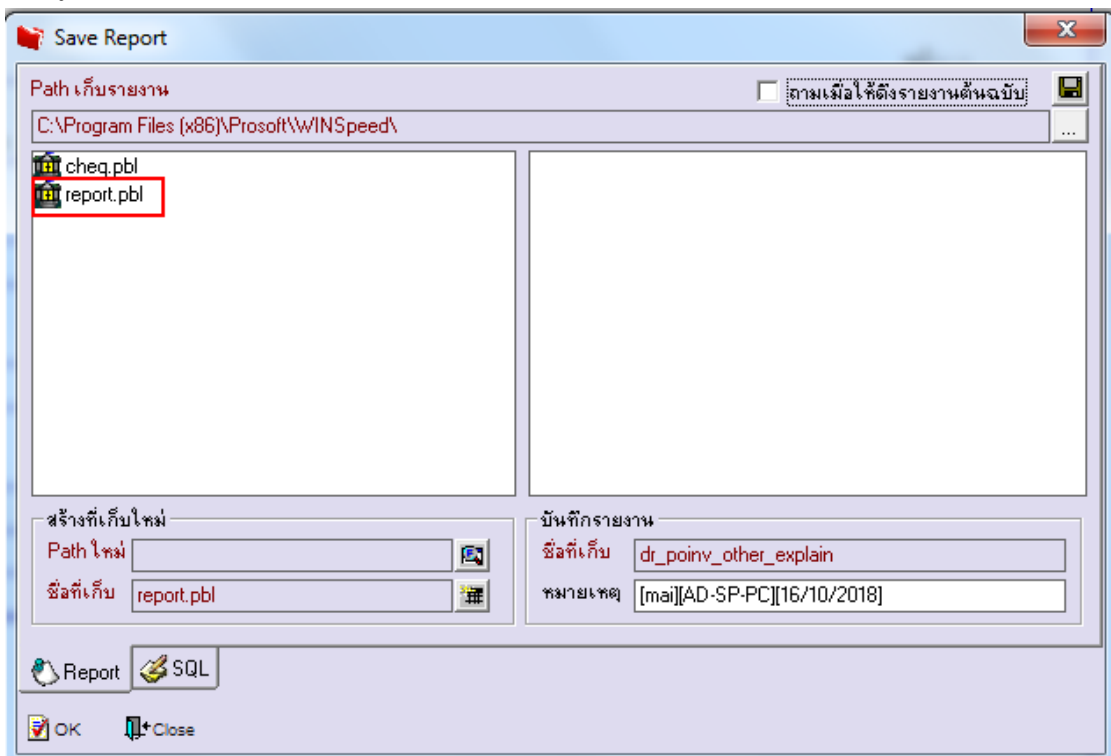 Save Report
Path เก็บรายงาน
ถามเมื่อให้ดึงรายงานต้นฉบับ
C:\Program Files (x86)\Prosoft\WINSpeed\
...
cheq.pbl
report.pbl
สร้างที่เก็บใหม่
Path ใหม่
ชื่อที่เก็บ report.pbl
บันทึกรายงาน
ชื่อที่เก็บ dr_poinv_other_explain
หมายเหตุ [mai][AD-SP-PC][16/10/2018]
Report SQL
OK Close